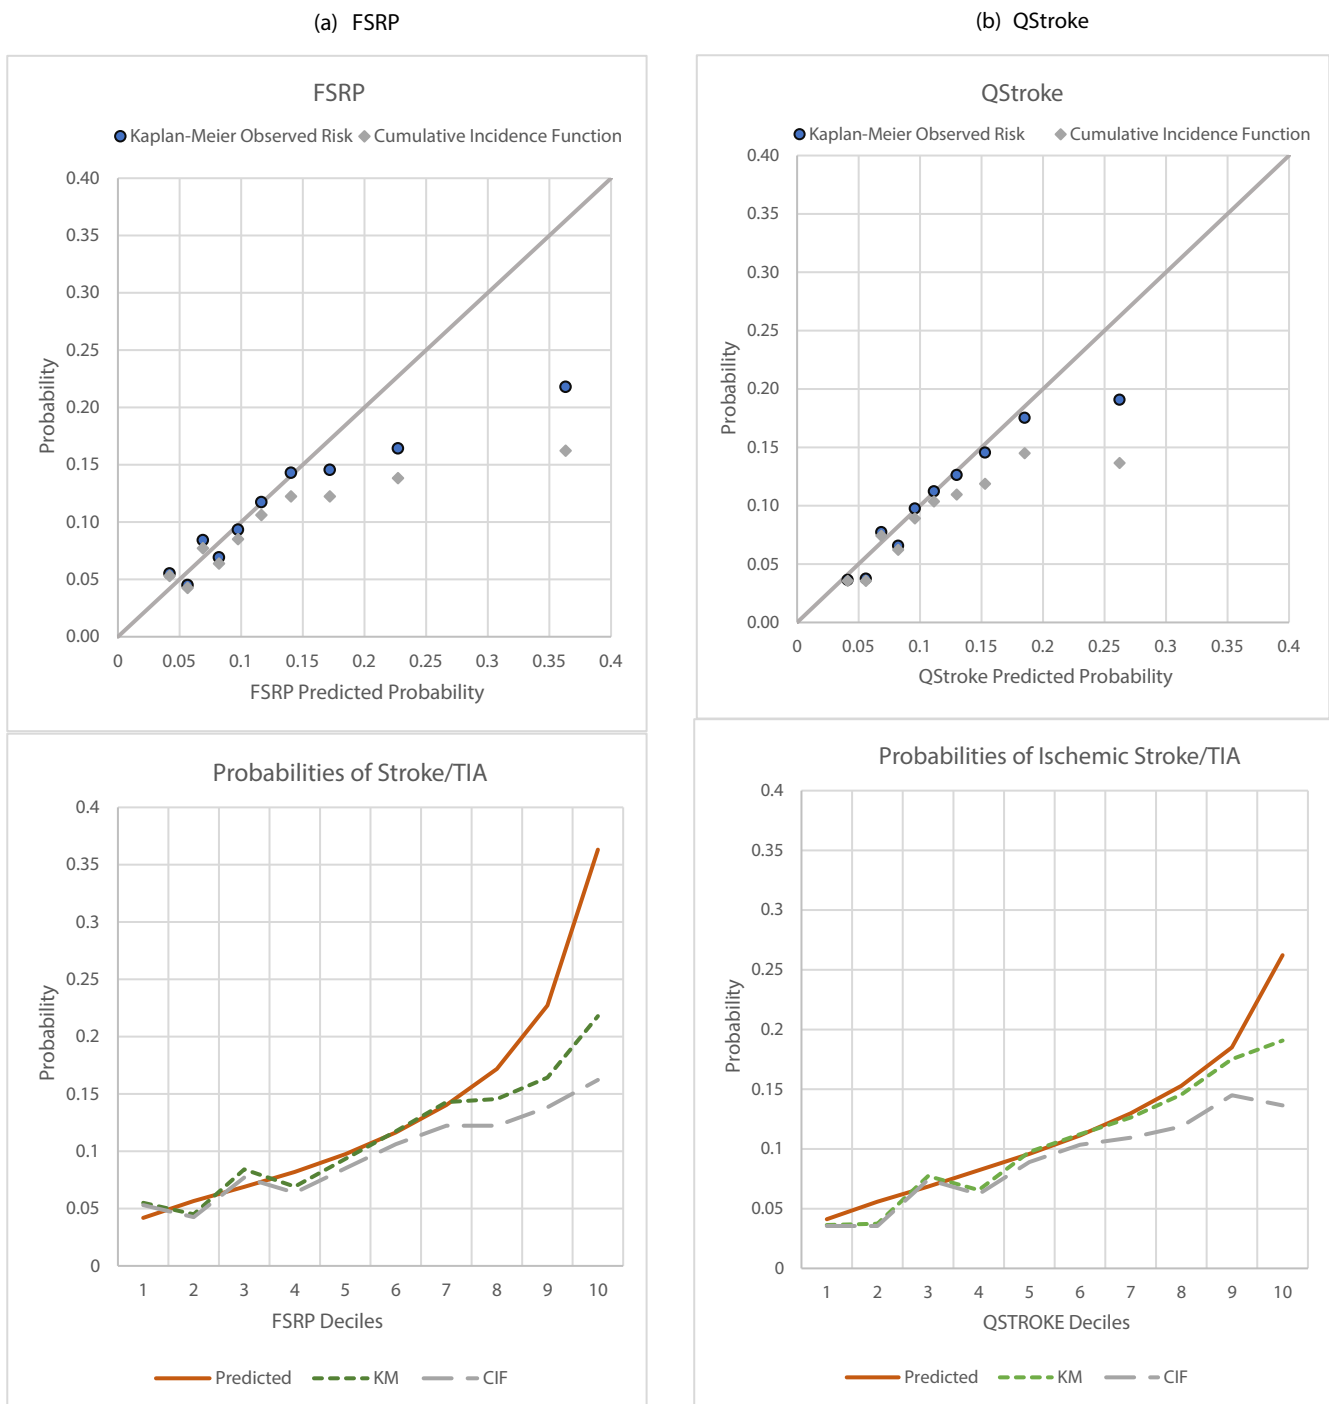 (a) FSRP
(b) QStroke
FSRP
Kaplan-Meier Observed Risk
Cumulative Incidence Function
0.40
0.35
0.30
0.25
0.20
0.15
0.10
0.05
0.00
Probability
0 0.05 0.1 0.15 0.2 0.25 0.3 0.35 0.4
FSRP Predicted Probability
QStroke
Kaplan-Meier Observed Risk
Cumulative Incidence Function
0.40
0.35
0.30
0.25
0.20
0.15
0.10
0.05
0.00
Probability
0 0.05 0.1 0.15 0.2 0.25 0.3 0.35 0.4
QStroke Predicted Probability
Probabilities of Stroke/TIA
0.4
0.35
0.3
0.25
0.2
0.15
0.1
0.05
0
Probability
1 2 3 4 5 6 7 8 9 10
FSRP Deciles
Predicted KM CIF
Probabilities of Ischemic Stroke/TIA
0.4
0.35
0.3
0.25
0.2
0.15
0.1
0.05
0
Probability
1 2 3 4 5 6 7 8 9 10
QSTROKE Deciles
Predicted KM CIF